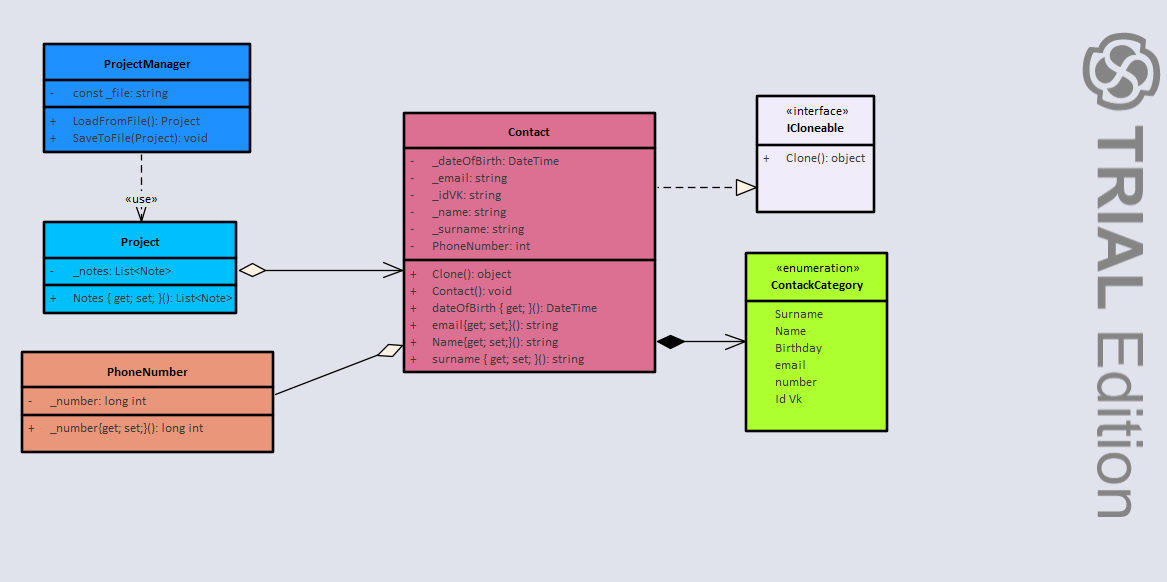 ProjectManager
- const _file: string
+ LoadFromFile(): Project
+ SaveToFile(Project): void
«use»
Project
- _notes: List<Note>
+ Notes { get; set; }(): List<Note>
PhoneNumber
- _number: long int
+ _number{get; set;}(): long int
Contact
- _dateOfBirth: DateTime
- _email: string
- _idVK: string
- _name: string
- _surname: string
- PhoneNumber: int
+ Clone(): object
+ Contact(): void
+ dateOfBirth { get; }(): DateTime
+ email{get; set;}(): string
+ Name{get; set;}(): string
+ surname { get; set; }(): string
«interface»
ICloneable
+ Clone(): object
«enumeration»
ContackCategory
Surname
Name
Birthday
email
number
Id Vk
TRIAL Edition